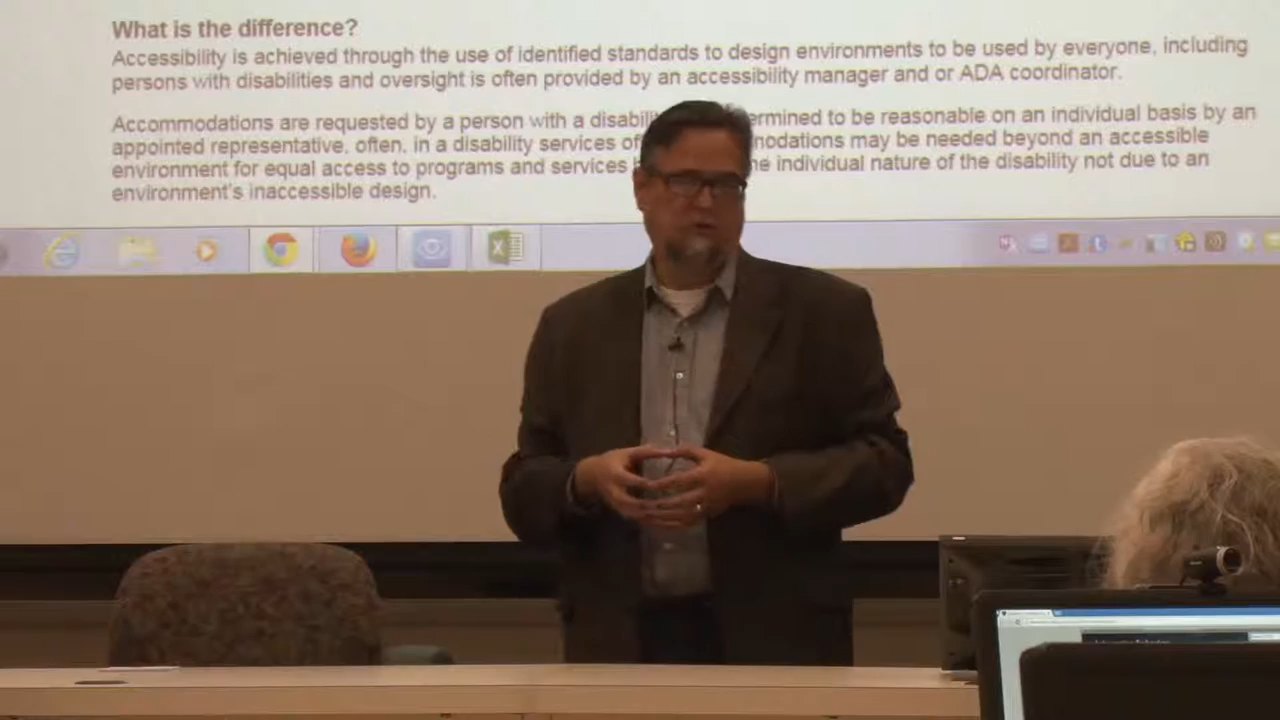 What is the difference?
Accessibility is achieved through the use of identified standards to design environments to be used by everyone, including
persons with disabilities and oversight is often provided by an accessibility manager and or ADA coordinator.
Accommodations are requested by a person with a disabili ermined to be reasonable on an individual basis by an
appointed representative, often, in a disability services of modations may be needed beyond an accessible
environment for equal access to programs and services he individual nature of the disability not due to an
environment's inaccessible design.